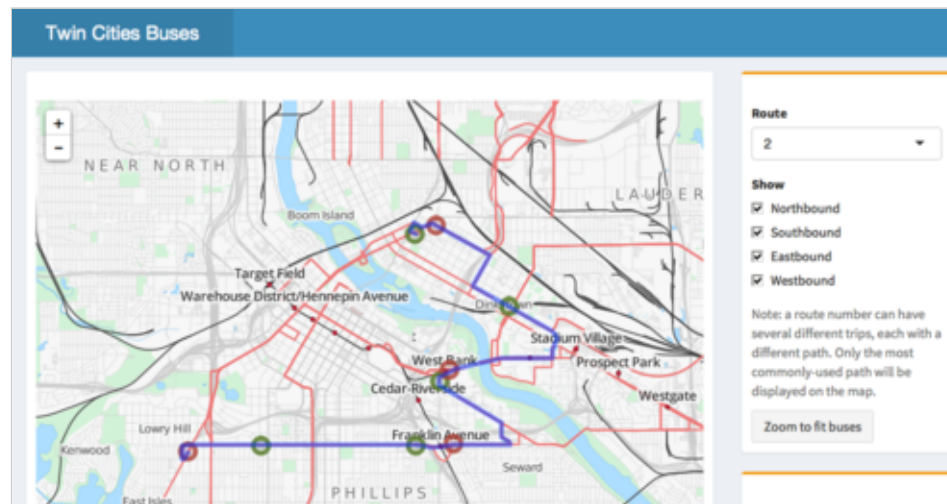 Twin Cities Buses
+
−
NEAR NORTH
LAUDER
Boom Island
Target Field
Warehouse District/Hennepin Avenue
Dinkytown
Stadium Village
West Bank
Prospect Park
Cedar-Riverside
Westgate
Lowry Hill
Franklin Avenue
Kenwood
Seward
PHILLIPS
East Isles
Route
2
Show
Northbound
Southbound
Eastbound
Westbound
Note: a route number can have
several different trips, each with a
different path. Only the most
commonly-used path will be
displayed on the map.
Zoom to fit buses